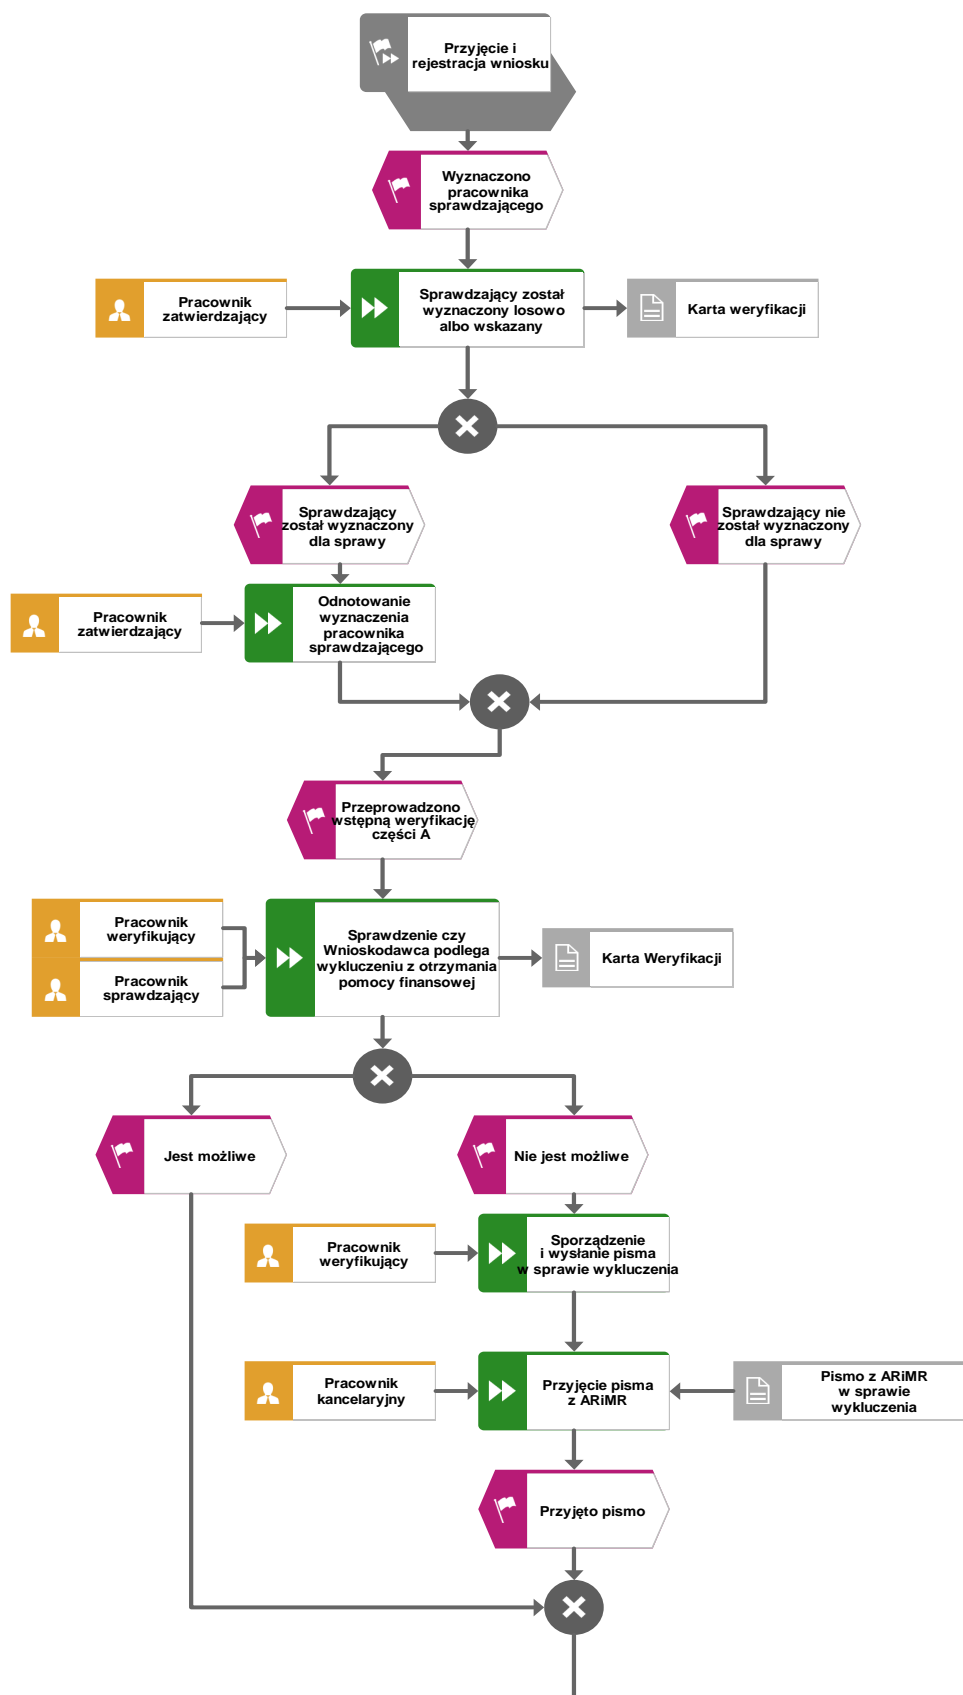 Przyjęcie i
rejestracja wniosku
Wyznaczono
pracownika
sprawdzającego
Pracownik
zatwierdzający
Sprawdzający został
wyznaczony losowo
albo wskazany
Karta weryfikacji
Sprawdzający
został wyznaczony
dla sprawy
Sprawdzający nie
został wyznaczony
dla sprawy
Pracownik
zatwierdzający
Odnotowanie
wyznaczenia
pracownika
sprawdzającego
Przeprowadzono
wstępną weryfikację
części A
Pracownik
weryfikujący
Pracownik
sprawdzający
Sprawdzenie czy
Wnioskodawca podlega
wykluczeniu z otrzymania
pomocy finansowej
Karta Weryfikacji
Jest możliwe
Nie jest możliwe
Pracownik
weryfikujący
Sporządzenie
i wysłanie pisma
w sprawie wykluczenia
Pracownik
kancelaryjny
Przyjęcie pisma
z ARiMR
Pismo z ARiMR
w sprawie
wykluczenia
Przyjęto pismo